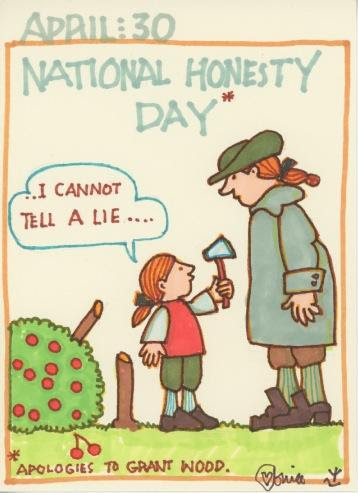 APRIL:30
NATIONAL HONESTY
DAY*
..I CANNOT
TELL A LIE....
*
APOLOGIES TO GRANT WOOD.